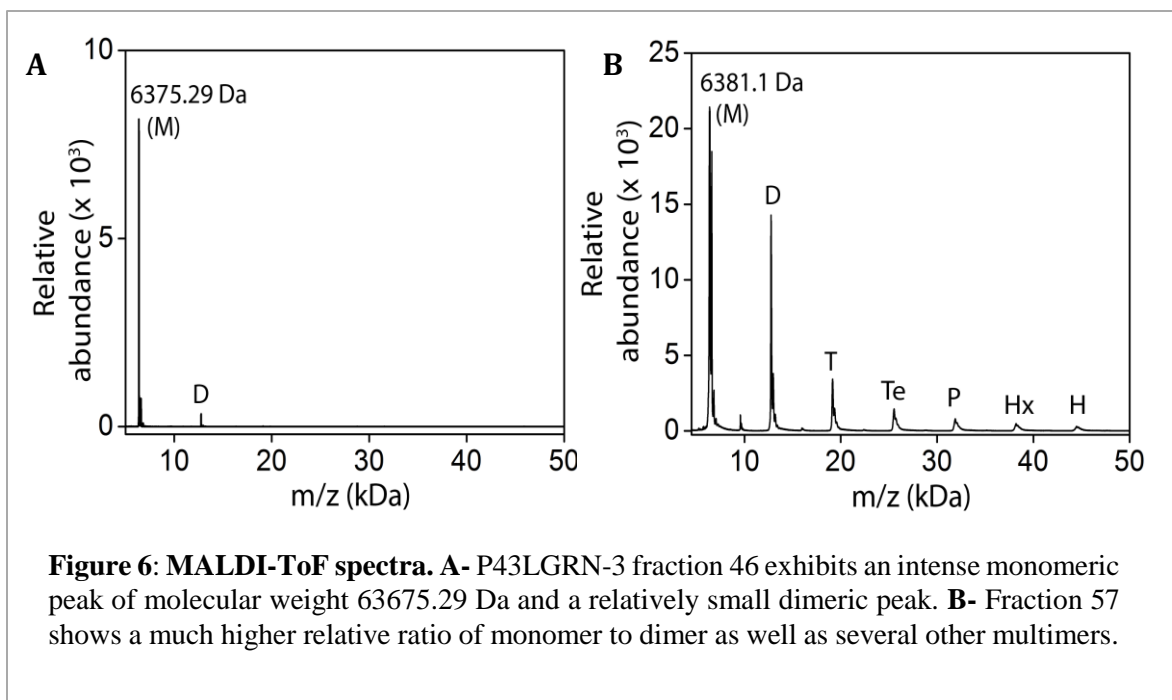 A
10
5
0
Relative
abundance (x 10³)
6375.29 Da
(M)
D
10 20 30 40 50
m/z (kDa)
B
25
20
15
10
5
0
Relative
abundance (x 10³)
6381.1 Da
(M)
D
T
Te
P
Hx
H
10 20 30 40 50
m/z (kDa)
Figure 6: MALDI-ToF spectra. A- P43LGRN-3 fraction 46 exhibits an intense monomeric
peak of molecular weight 63675.29 Da and a relatively small dimeric peak. B- Fraction 57
shows a much higher relative ratio of monomer to dimer as well as several other multimers.